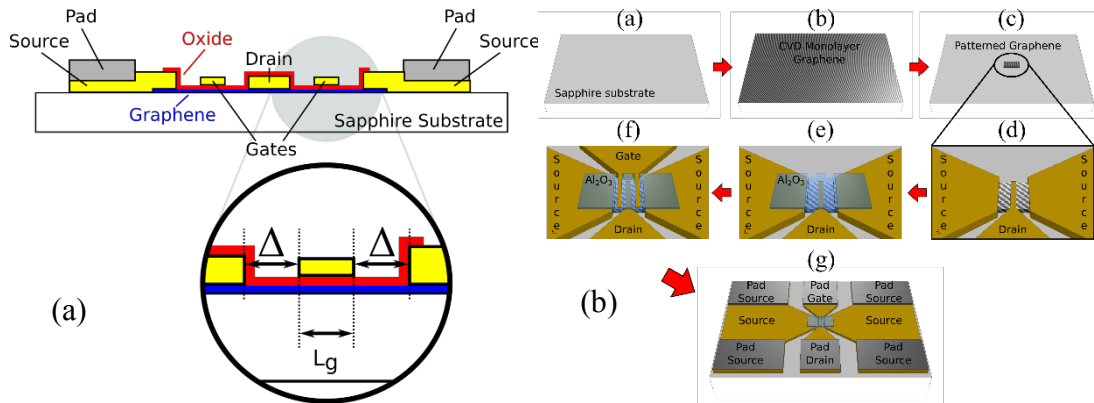 Pad
Source
Oxide
Drain
Pad
Source
Graphene
Gates
Sapphire Substrate
Δ
Δ
Lg
(a)
(a)
Sapphire substrate
(b)
CVD Monolayer
Graphene
(c)
Patterned Graphene
(f)
Source
Gate
Al2O3
Drain
Source
(e)
Source
Al2O3
Drain
Source
(d)
Source
Drain
Source
(b)
(g)
Pad
Source
Pad
Gate
Pad
Source
Source
Source
Pad
Source
Pad
Drain
Pad
Source